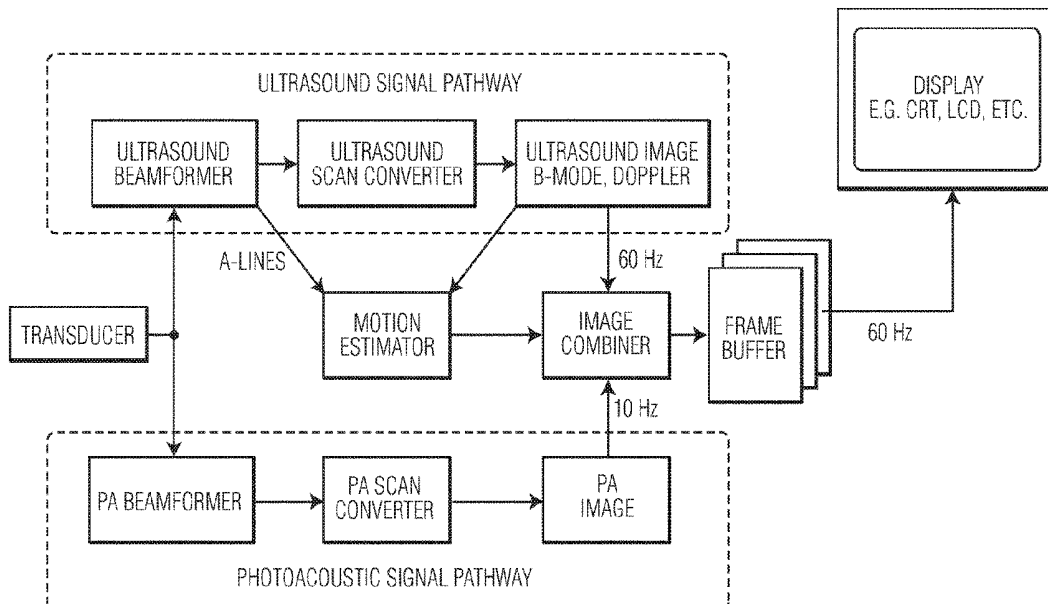 ULTRASOUND SIGNAL PATHWAY
DISPLAY
E.G. CRT, LCD, ETC.
ULTRASOUND
BEAMFORMER
ULTRASOUND
SCAN CONVERTER
ULTRASOUND IMAGE
B-MODE, DOPPLER
A-LINES
60 Hz
TRANSDUCER
MOTION
ESTIMATOR
IMAGE
COMBINER
FRAME
BUFFER
60 Hz
10 Hz
PA BEAMFORMER
PA SCAN
CONVERTER
PA
IMAGE
PHOTOACOUSTIC SIGNAL PATHWAY